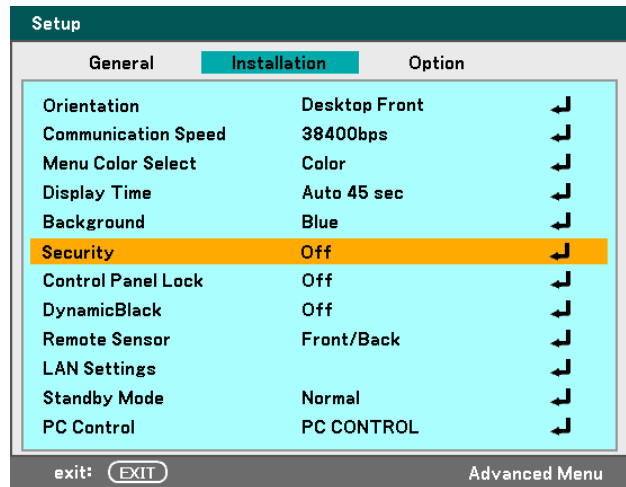 Setup
General Installation Option
Orientation Desktop Front
Communication Speed 38400bps
Menu Color Select Color
Display Time Auto 45 sec
Background Blue
Security Off
Control Panel Lock Off
DynamicBlack Off
Remote Sensor Front/Back
LAN Settings
Standby Mode Normal
PC Control PC CONTROL
exit: EXIT Advanced Menu